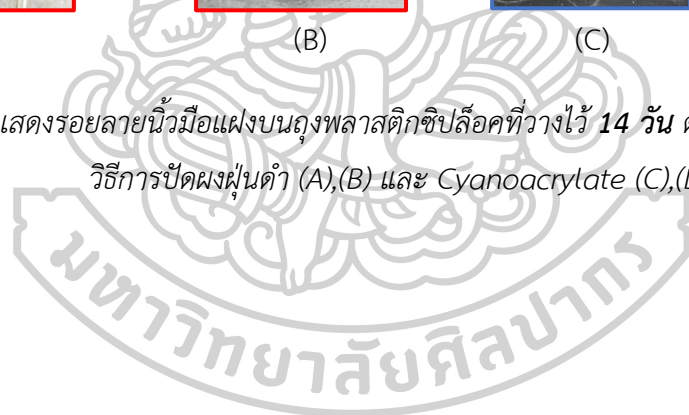 (B) (C)
แสดงรอยลายนิ้วมือแฝงบนถุงพลาสติกซิปล็อคที่วางไว้ 14 วัน
วิธีการปัดผงฝุ่นดำ (A),(B) และ Cyanoacrylate (C),
มหาวิทยาลัยศิลปากร